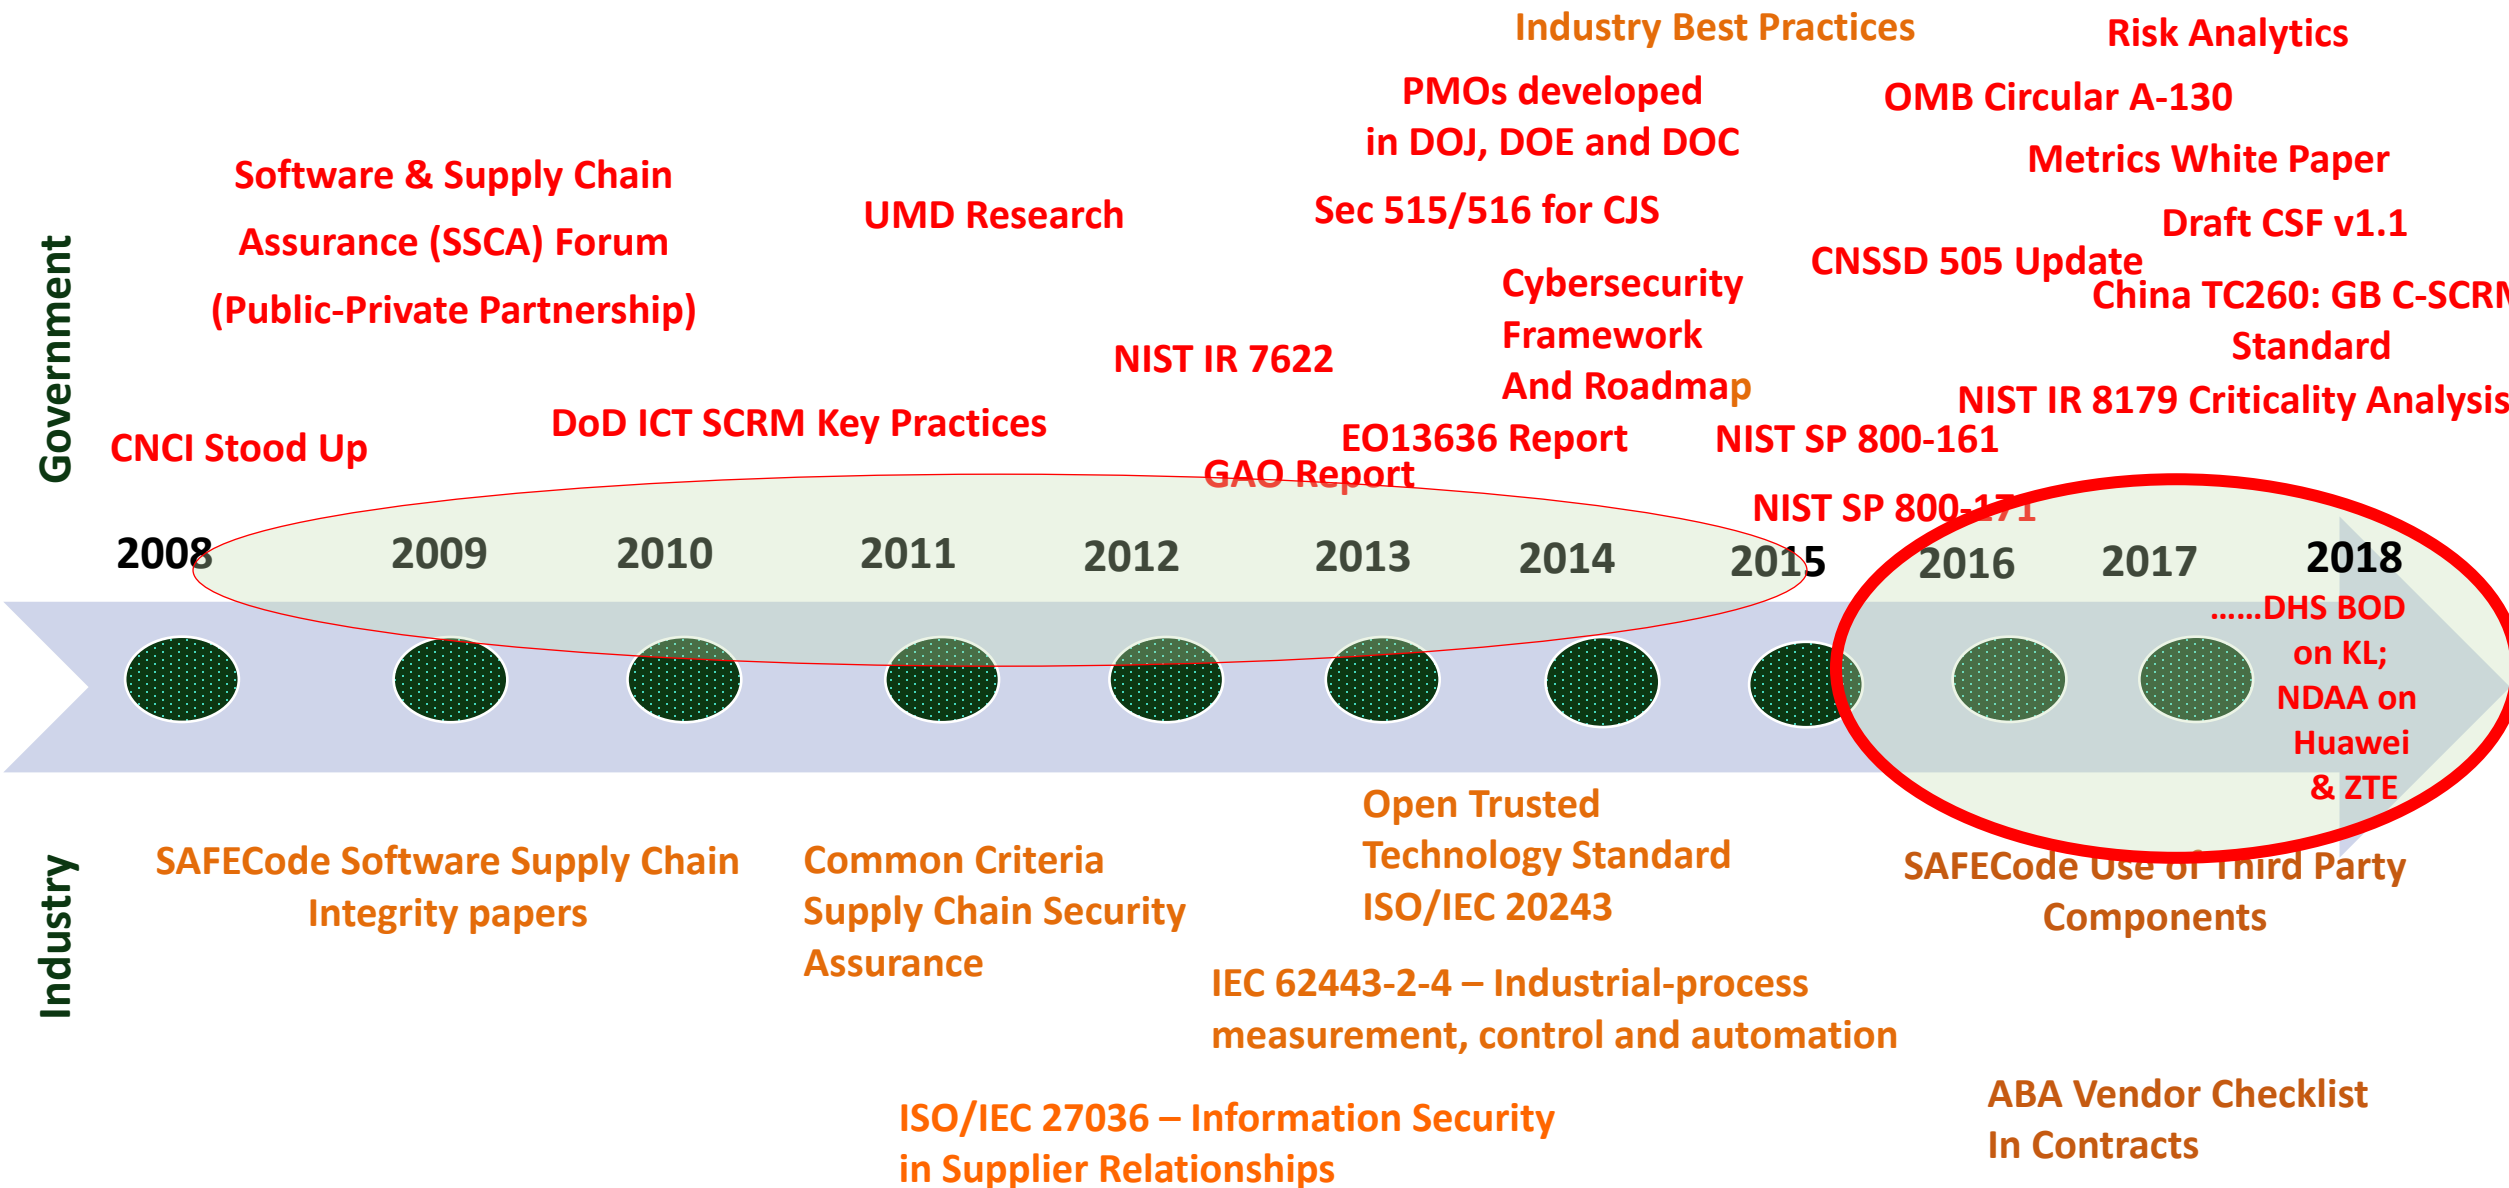 Industry Best Practices
Risk Analytics
PMOs developed
in DOJ, DOE and DOC
OMB Circular A-130
Metrics White Paper
Software & Supply Chain
Assurance (SSCA) Forum
(Public-Private Partnership)
UMD Research
Sec 515/516 for CJS
Draft CSF v1.1
CNSSD 505 Update
China TC260: GB C-SCRM
Standard
Cybersecurity
Framework
And Roadmap
NIST IR 7622
NIST IR 8179 Criticality Analysis
Government
CNCI Stood Up
DoD ICT SCRM Key Practices
EO13636 Report
NIST SP 800-161
GAO Report
NIST SP 800-171
2008
2009
2010
2011
2012
2013
2014
2015
2016
2017
2018
......DHS BOD
on KL;
NDAA on
Huawei
& ZTE
Industry
SAFECode Software Supply Chain
Integrity papers
Common Criteria
Supply Chain Security
Assurance
Open Trusted
Technology Standard
ISO/IEC 20243
SAFECode Use of Third Party
Components
IEC 62443-2-4 – Industrial-process
measurement, control and automation
ISO/IEC 27036 – Information Security
in Supplier Relationships
ABA Vendor Checklist
In Contracts